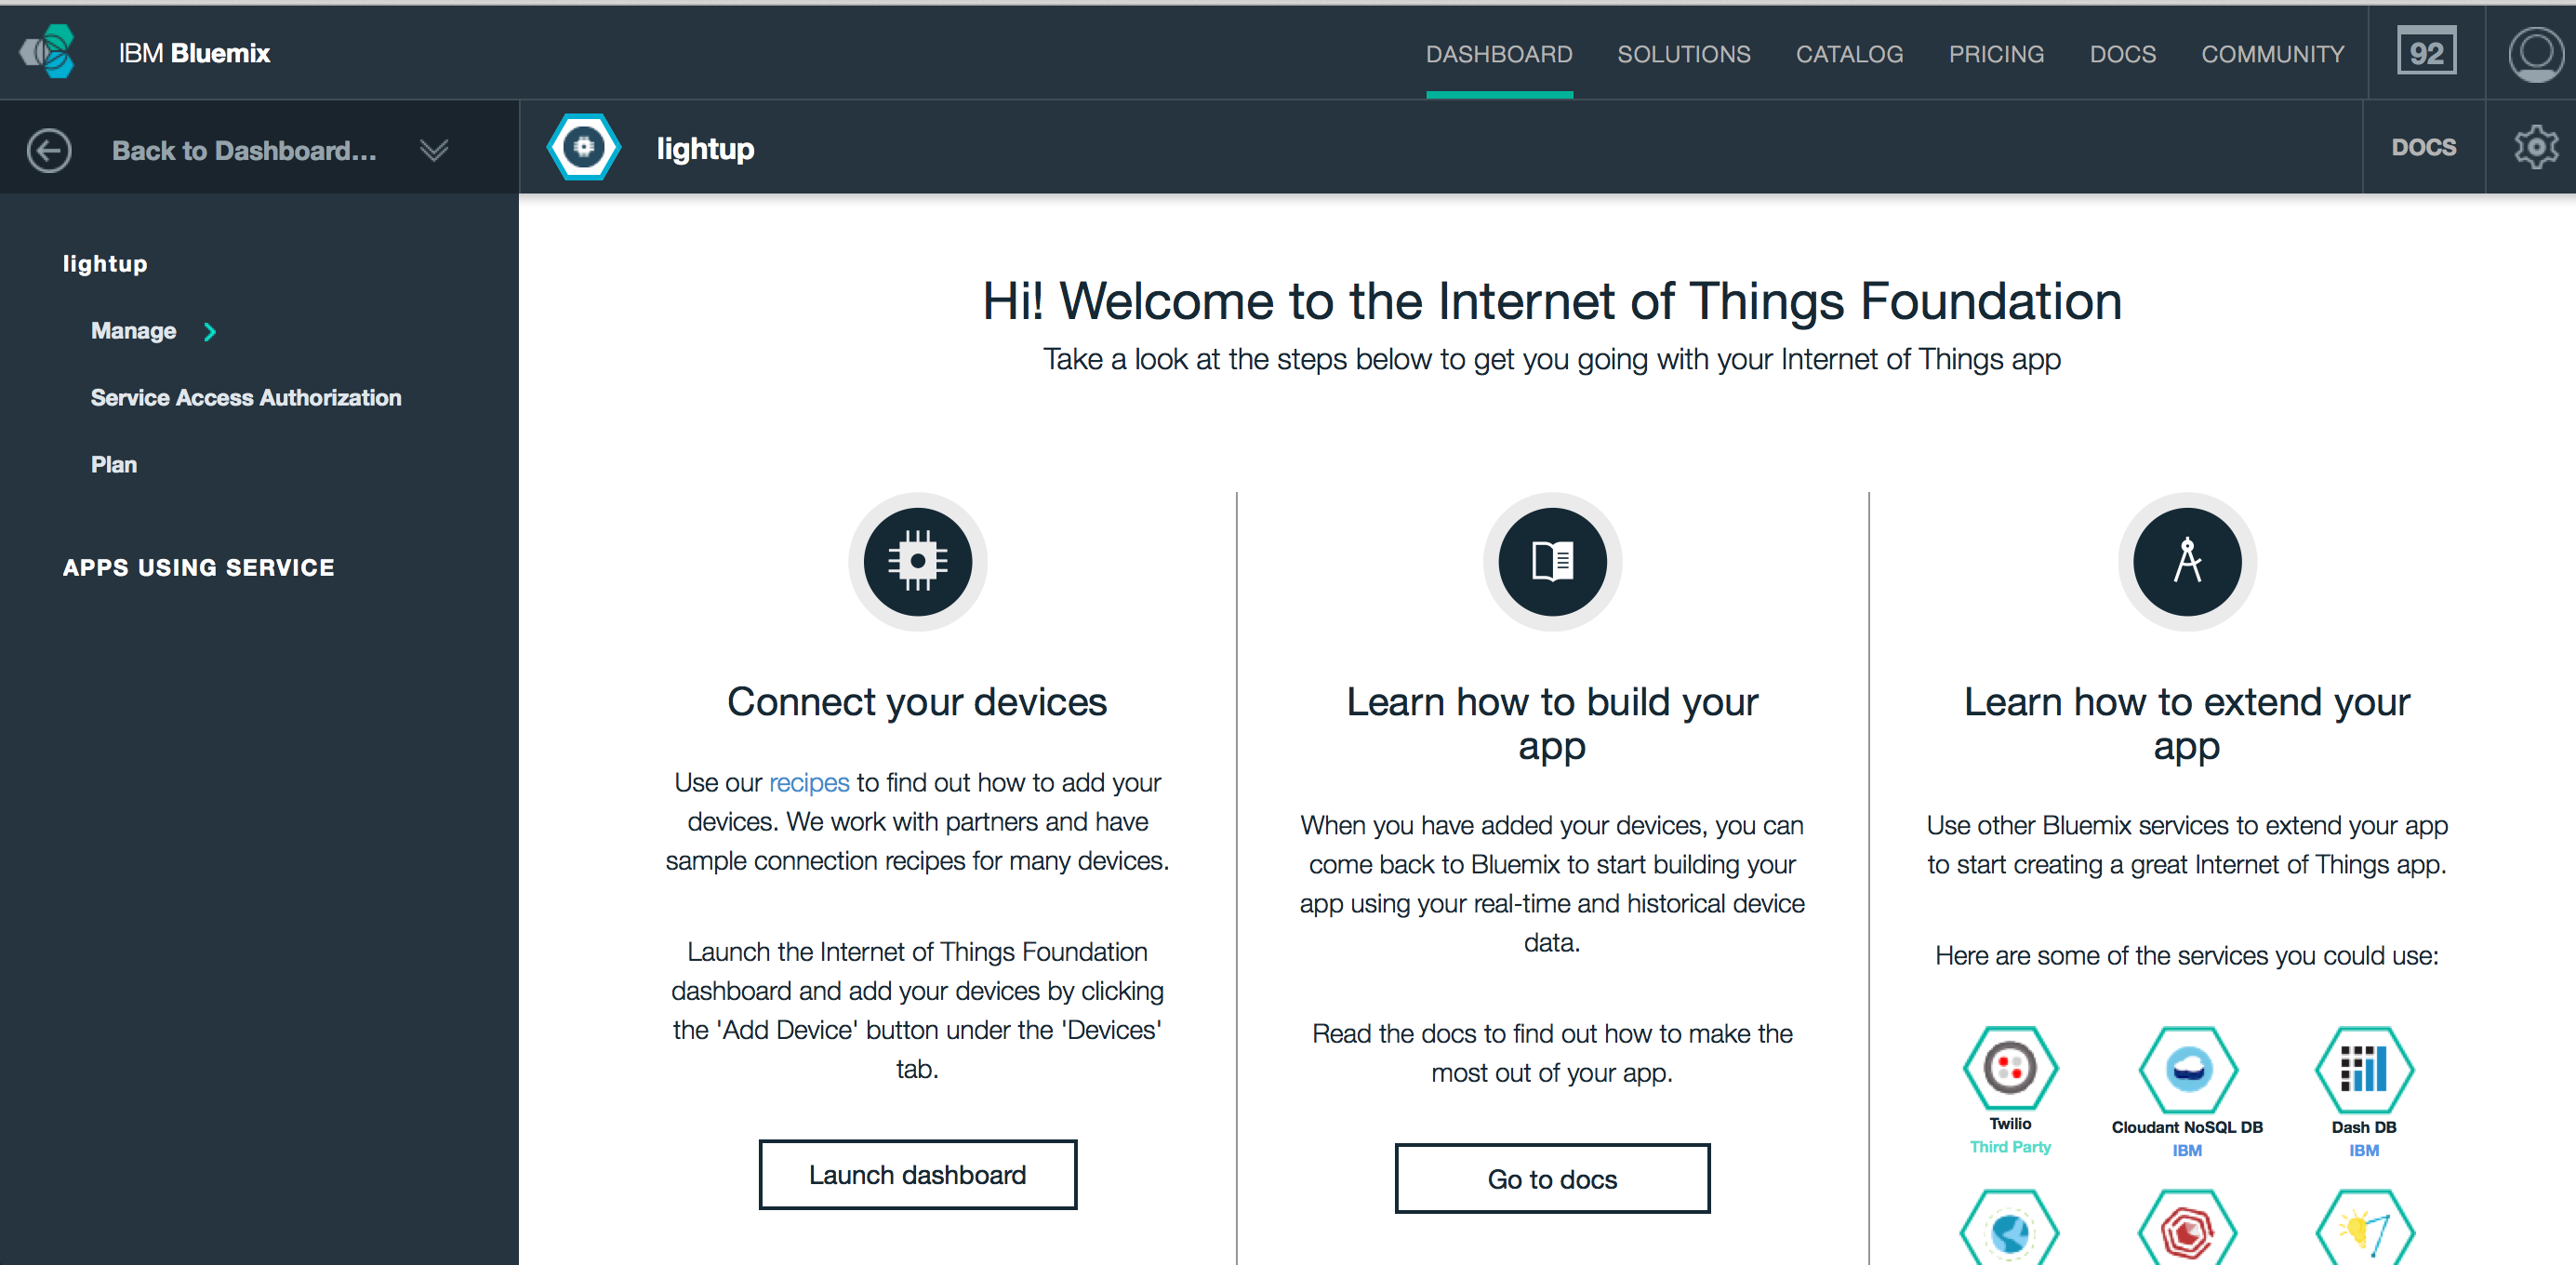 IBM Bluemix
DASHBOARD SOLUTIONS CATALOG PRICING DOCS COMMUNITY 92
Back to Dashboard...
lightup
DOCS
lightup
Manage
Service Access Authorization
Plan
APPS USING SERVICE
Hi! Welcome to the Internet of Things Foundation
Take a look at the steps below to get you going with your Internet of Things app
Connect your devices
Use our recipes to find out how to add your
devices. We work with partners and have
sample connection recipes for many devices.
Launch the Internet of Things Foundation
dashboard and add your devices by clicking
the 'Add Device' button under the 'Devices'
tab.
Launch dashboard
Learn how to build your
app
When you have added your devices, you can
come back to Bluemix to start building your
app using your real-time and historical device
data.
Read the docs to find out how to make the
most out of your app.
Go to docs
Learn how to extend your
app
Use other Bluemix services to extend your app
to start creating a great Internet of Things app.
Here are some of the services you could use:
Twilio
Third Party
Cloudant NoSQL DB
IBM
Dash DB
IBM